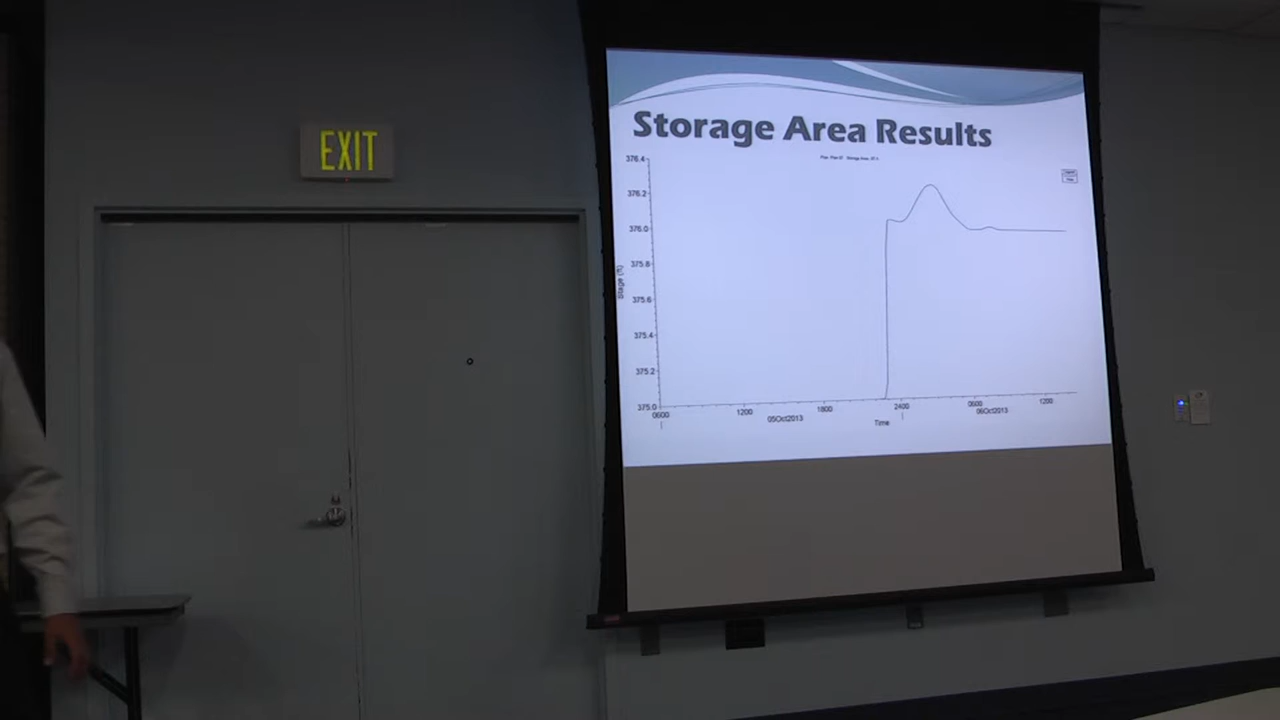 EXIT
Storage Area Results
376.4
376.2
376.0
375.8
375.6
375.4
375.2
375.0
Stage (ft)
0600 1200 1800 2400 0600 1200
05Oct2013 06Oct2013
Time